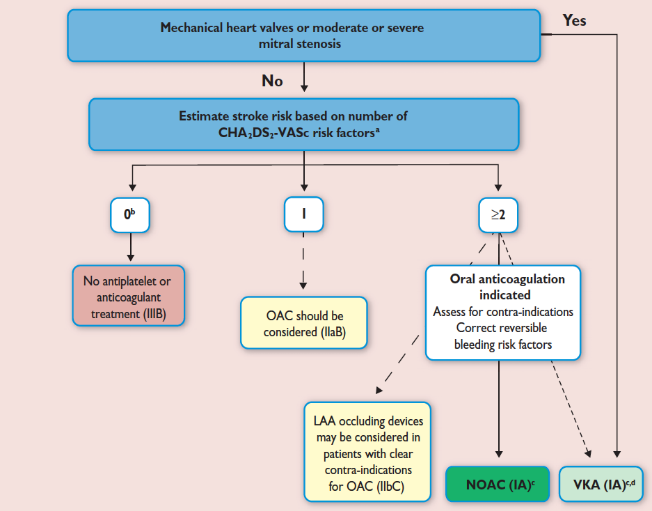 Mechanical heart valves or moderate or severe
mitral stenosis
Yes
No
Estimate stroke risk based on number of
CHA₂DS₂-VASc risk factorsᵃ
0ᵇ
1
≥2
No antiplatelet or
anticoagulant
treatment (IIIB)
OAC should be
considered (IIaB)
Oral anticoagulation
indicated
Assess for contra-indications
Correct reversible
bleeding risk factors
LAA occluding devices
may be considered in
patients with clear
contra-indications
for OAC (IIbC)
NOAC (IA)ᶜ
VKA (IA)ᶜ,ᵈ